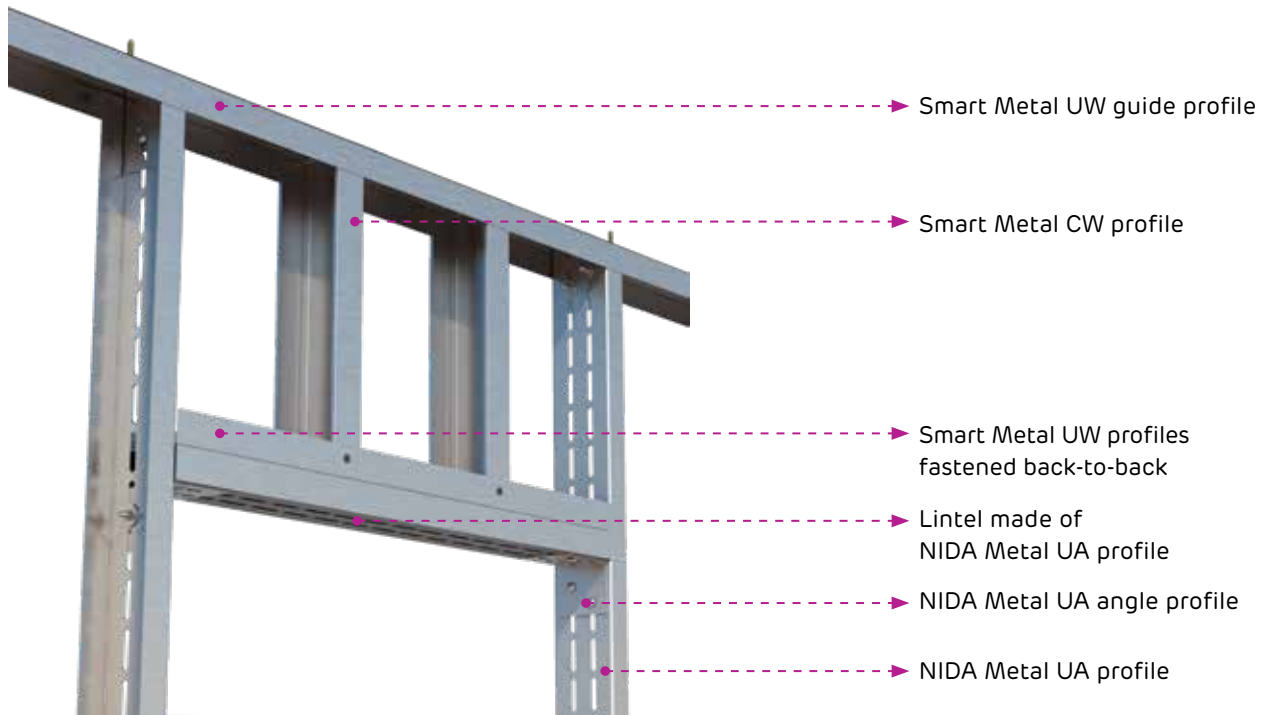 Smart Metal UW guide profile
Smart Metal CW profile
Smart Metal UW profiles
fastened back-to-back
Lintel made of
NIDA Metal UA profile
NIDA Metal UA angle profile
NIDA Metal UA profile